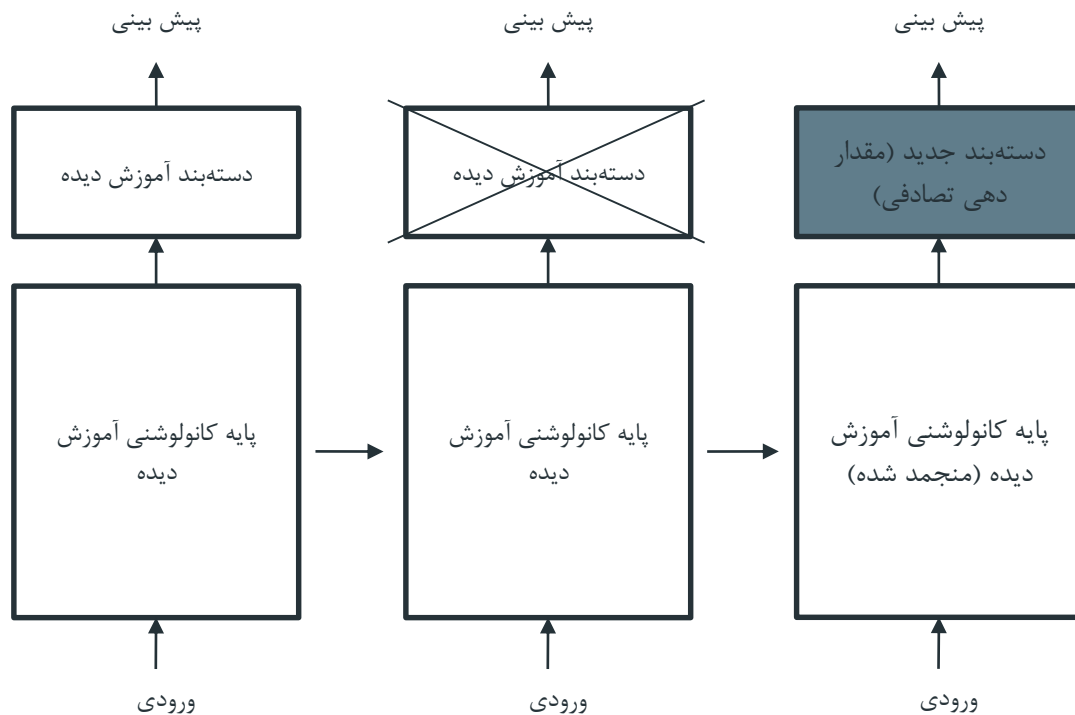 پیش بینی
پیش بینی
پیش بینی
دسته‌بند آموزش دیده
دسته‌بند آموزش دیده
دسته‌بند جدید (مقدار
دهی تصادفی)
پایه کانولوشنی آموزش
دیده
پایه کانولوشنی آموزش
دیده
پایه کانولوشنی آموزش
دیده (منجمد شده)
ورودی
ورودی
ورودی